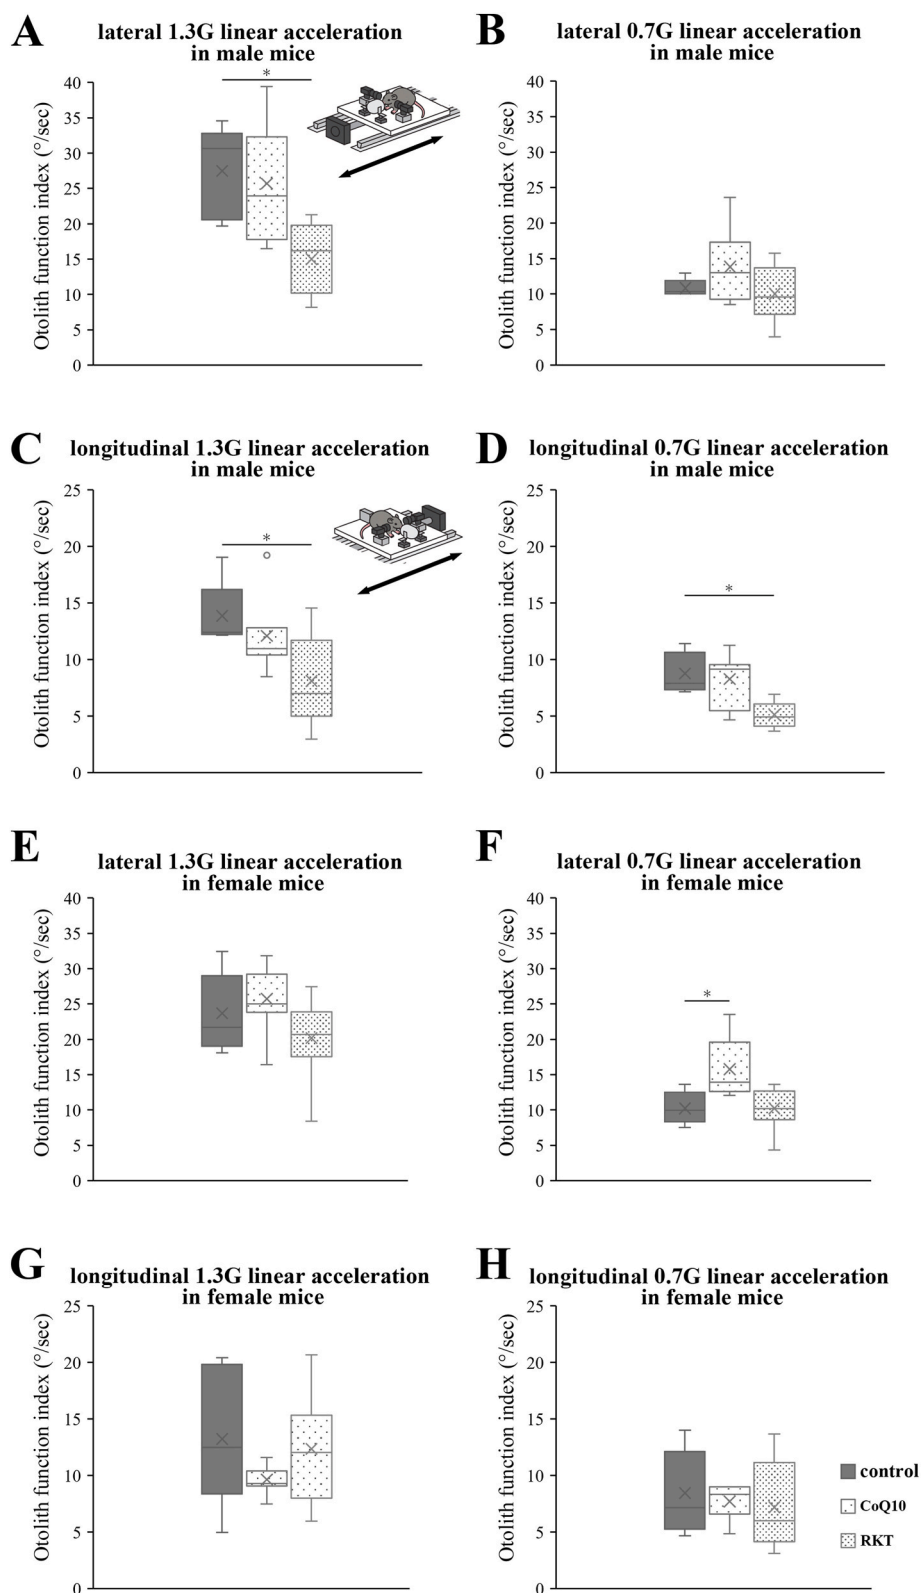 A
lateral 1.3G linear acceleration
in male mice
*
Otolith function index (°/sec)
40
35
30
25
20
15
10
5
0
B
lateral 0.7G linear acceleration
in male mice
Otolith function index (°/sec)
40
35
30
25
20
15
10
5
0
C
longitudinal 1.3G linear acceleration
in male mice
*
Otolith function index (°/sec)
25
20
15
10
5
0
D
longitudinal 0.7G linear acceleration
in male mice
*
Otolith function index (°/sec)
25
20
15
10
5
0
E
lateral 1.3G linear acceleration
in female mice
Otolith function index (°/sec)
40
35
30
25
20
15
10
5
0
F
lateral 0.7G linear acceleration
in female mice
*
Otolith function index (°/sec)
40
35
30
25
20
15
10
5
0
G
longitudinal 1.3G linear acceleration
in female mice
Otolith function index (°/sec)
25
20
15
10
5
0
H
longitudinal 0.7G linear acceleration
in female mice
Otolith function index (°/sec)
25
20
15
10
5
0
control
CoQ10
RKT